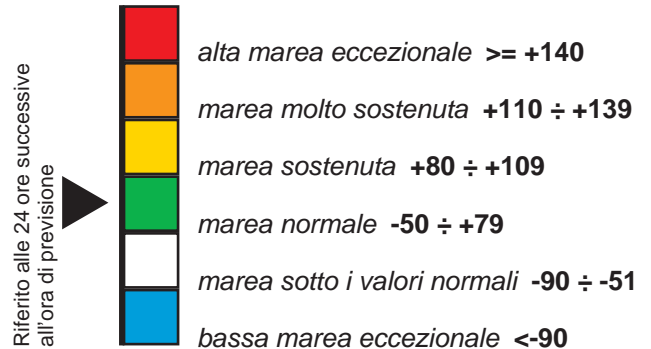 Riferito alle 24 ore successive
all'ora di previsione
alta marea eccezionale >= +140
marea molto sostenuta +110 ÷ +139
marea sostenuta +80 ÷ +109
marea normale -50 ÷ +79
marea sotto i valori normali -90 ÷ -51
bassa marea eccezionale <-90